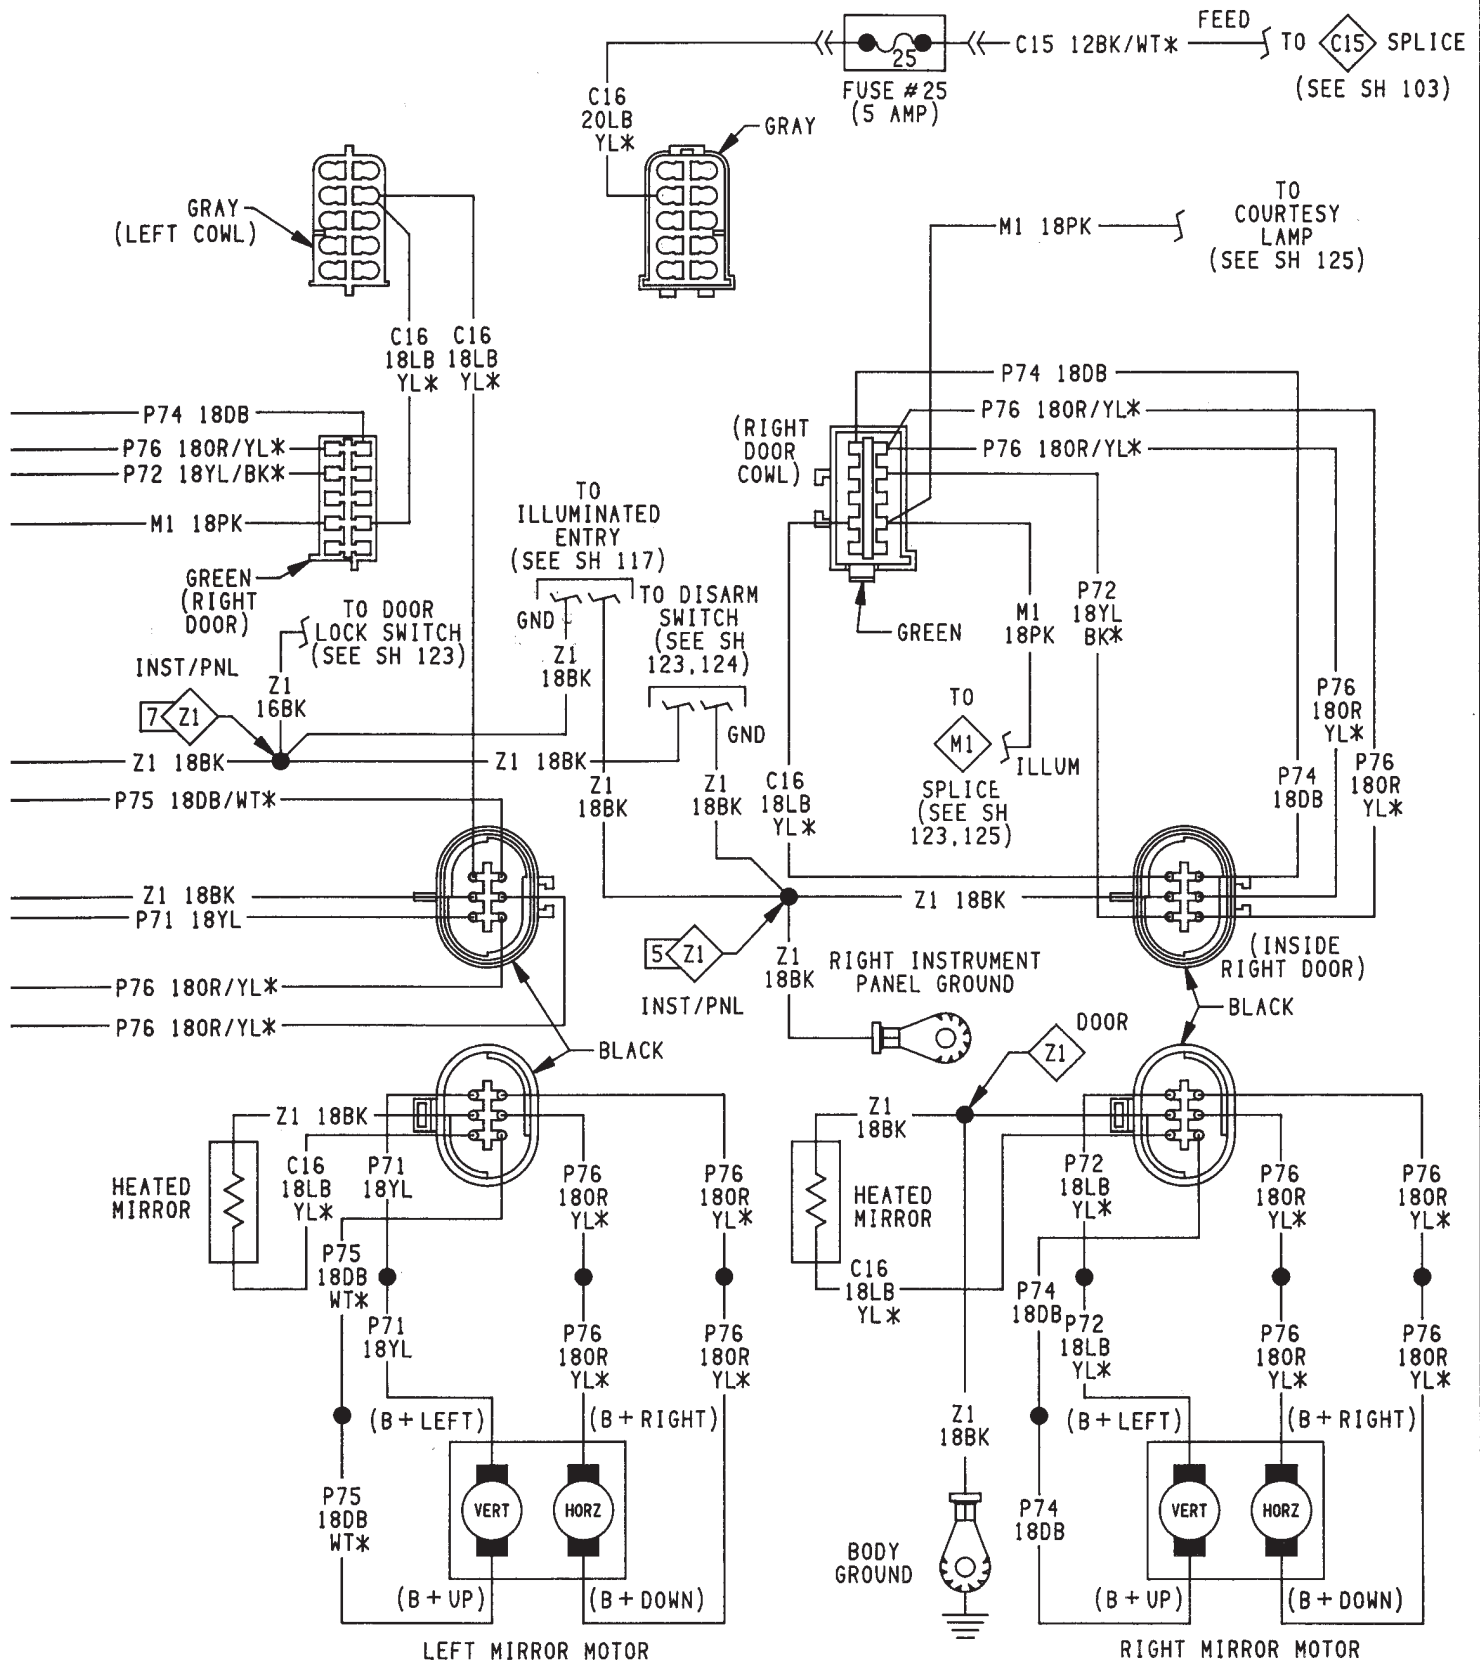 FEED
C15 12BK/WT*
TO C15 SPLICE
(SEE SH 103)
25
FUSE #25
(5 AMP)
C16
20LB
YL*
GRAY
GRAY
(LEFT COWL)
TO
COURTESY
LAMP
(SEE SH 125)
M1 18PK
C16
18LB
YL*
C16
18LB
YL*
P74 18DB
P76 18OR/YL*
P72 18YL/BK*
M1 18PK
GREEN
(RIGHT
DOOR)
P74 18DB
P76 18OR/YL*
P76 18OR/YL*
(RIGHT
DOOR
COWL)
GREEN
TO
ILLUMINATED
ENTRY
(SEE SH 117)
GND
TO DISARM
SWITCH
(SEE SH
123,124)
GND
TO DOOR
LOCK SWITCH
(SEE SH 123)
INST/PNL
7 Z1
Z1
16BK
Z1
18BK
M1
18PK
P72
18YL
BK*
TO
M1
ILLUM
SPLICE
(SEE SH
123,125)
P76
18OR
YL*
P76
18OR
YL*
P74
18DB
Z1 18BK
Z1 18BK
Z1
18BK
Z1
18BK
C16
18LB
YL*
P75 18DB/WT*
Z1 18BK
P71 18YL
Z1 18BK
5 Z1
INST/PNL
Z1
18BK
RIGHT INSTRUMENT
PANEL GROUND
(INSIDE
RIGHT DOOR)
P76 18OR/YL*
P76 18OR/YL*
BLACK
BLACK
DOOR
Z1
Z1 18BK
Z1
18BK
HEATED
MIRROR
C16
18LB
YL*
P71
18YL
P76
18OR
YL*
P76
18OR
YL*
HEATED
MIRROR
P72
18LB
YL*
P76
18OR
YL*
P76
18OR
YL*
P75
18DB
WT*
C16
18LB
YL*
P74
18DB
P71
18YL
P76
18OR
YL*
P76
18OR
YL*
P72
18LB
YL*
P76
18OR
YL*
P76
18OR
YL*
(B+LEFT)
(B+RIGHT)
Z1
18BK
(B+LEFT)
(B+RIGHT)
P75
18DB
WT*
VERT
HORZ
P74
18DB
VERT
HORZ
BODY
GROUND
(B+UP)
(B+DOWN)
(B+UP)
(B+DOWN)
LEFT MIRROR MOTOR
RIGHT MIRROR MOTOR